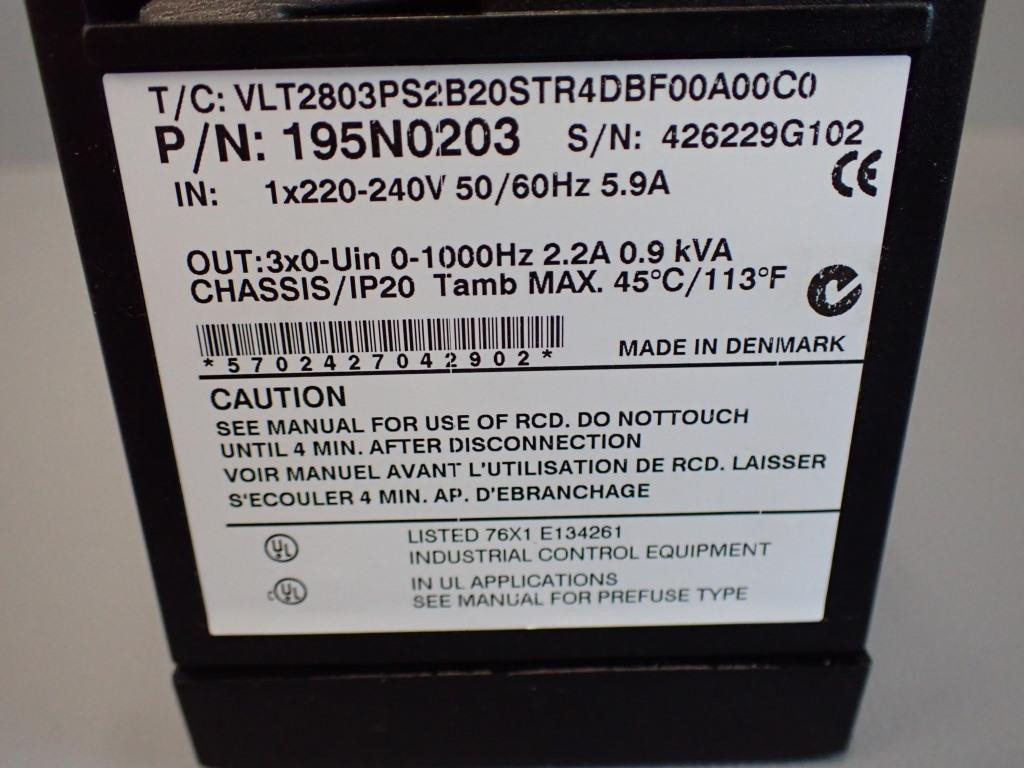 T/C: VLT2803PS2B20STR4DBF00A00C0
P/N: 195N0203 S/N: 426229G102
IN: 1x220-240V 50/60Hz 5.9A
CE
OUT:3x0-Uin 0-1000Hz 2.2A 0.9 kVA
CHASSIS/IP20 Tamb MAX. 45°C/113°F
*5702427042902*
MADE IN DENMARK
CAUTION
SEE MANUAL FOR USE OF RCD. DO NOTTOUCH
UNTIL 4 MIN. AFTER DISCONNECTION
VOIR MANUEL AVANT L'UTILISATION DE RCD. LAISSER
S'ECOULER 4 MIN. AP. D'EBRANCHAGE
UL LISTED 76X1 E134261
INDUSTRIAL CONTROL EQUIPMENT
c UL IN UL APPLICATIONS
SEE MANUAL FOR PREFUSE TYPE